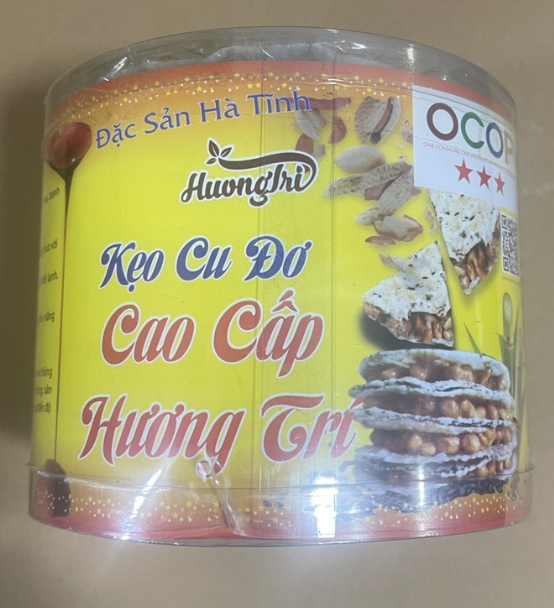 Đặc Sản Hà Tĩnh
HuongTri
OCOP
Kẹo Cu Đơ
Cao Cấp
Hương Trí